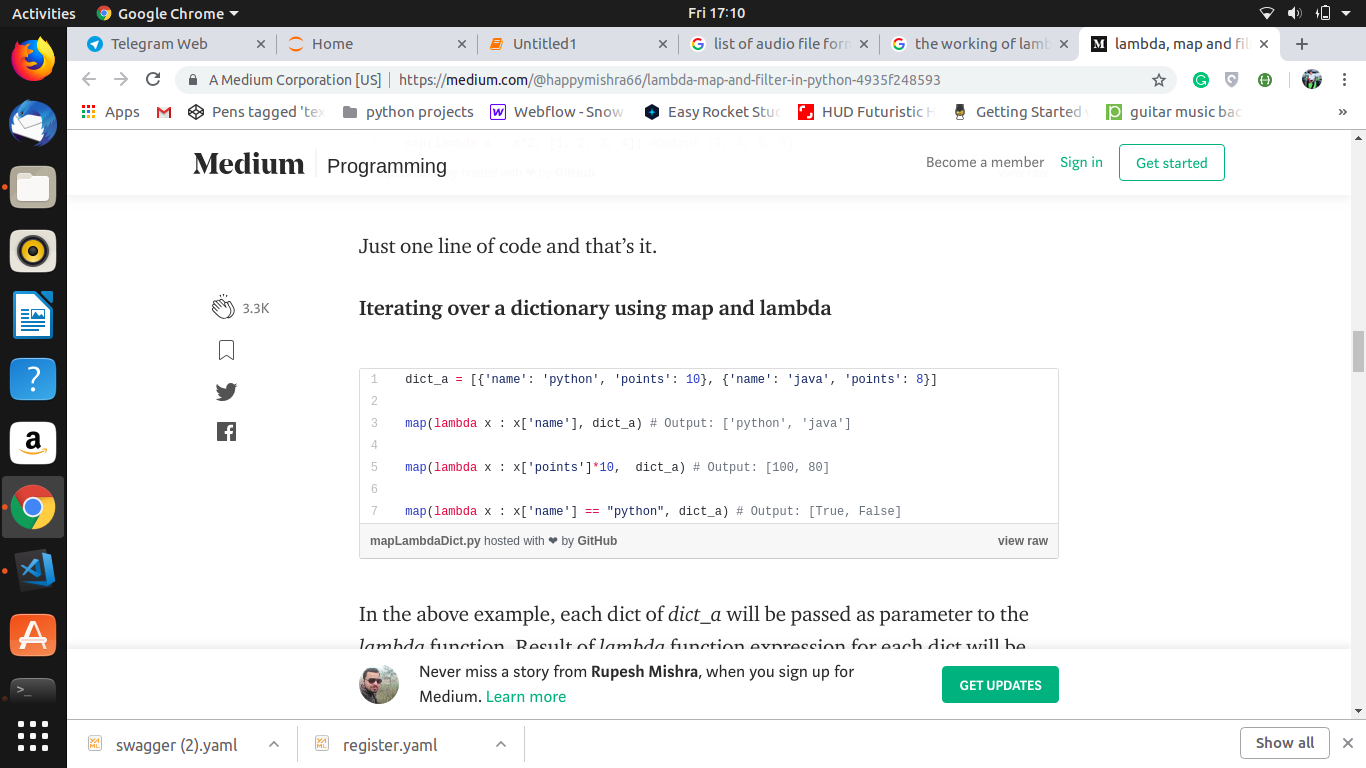 Activities Google Chrome Fri 17:10
Telegram Web Home Untitled1 list of audio file forn the working of lamb lambda, map and fil
A Medium Corporation [US] https://medium.com/@happymishra66/lambda-map-and-filter-in-python-4935f248593
Apps Pens tagged 'tex python projects Webflow - Snow Easy Rocket Stu HUD Futuristic H Getting Started guitar music bac »
Medium Programming Become a member Sign in Get started
Just one line of code and that's it.
3.3K
Iterating over a dictionary using map and lambda
1 dict_a = [{'name': 'python', 'points': 10}, {'name': 'java', 'points': 8}]
2
3 map(lambda x : x['name'], dict_a) # Output: ['python', 'java']
4
5 map(lambda x : x['points']*10, dict_a) # Output: [100, 80]
6
7 map(lambda x : x['name'] == "python", dict_a) # Output: [True, False]
mapLambdaDict.py hosted with ❤ by GitHub view raw
In the above example, each dict of dict_a will be passed as parameter to the
lambda function. Result of lambda function expression for each dict will be
Never miss a story from Rupesh Mishra, when you sign up for
Medium. Learn more
GET UPDATES
swagger (2).yaml register.yaml Show all